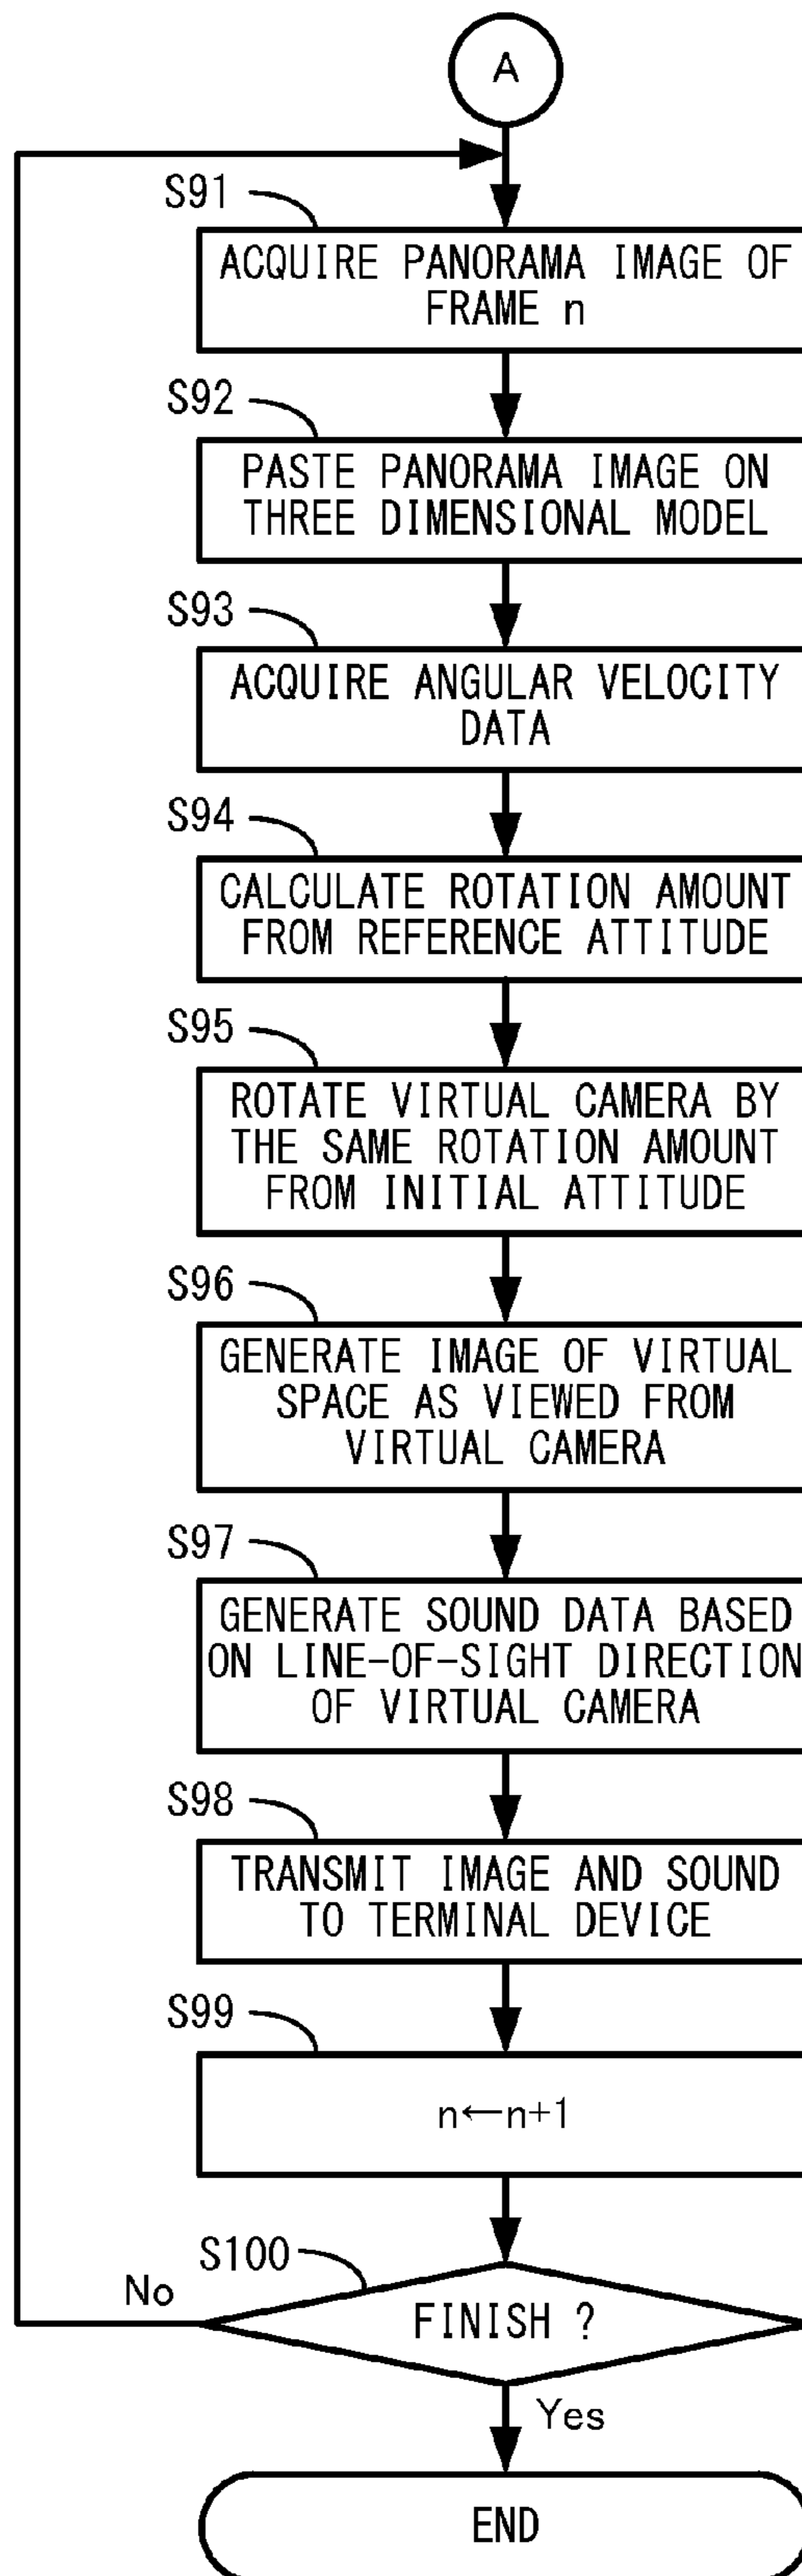 A
S91
ACQUIRE PANORAMA IMAGE OF
FRAME n
S92
PASTE PANORAMA IMAGE ON
THREE DIMENSIONAL MODEL
S93
ACQUIRE ANGULAR VELOCITY
DATA
S94
CALCULATE ROTATION AMOUNT
FROM REFERENCE ATTITUDE
S95
ROTATE VIRTUAL CAMERA BY
THE SAME ROTATION AMOUNT
FROM INITIAL ATTITUDE
S96
GENERATE IMAGE OF VIRTUAL
SPACE AS VIEWED FROM
VIRTUAL CAMERA
S97
GENERATE SOUND DATA BASED
ON LINE-OF-SIGHT DIRECTION
OF VIRTUAL CAMERA
S98
TRANSMIT IMAGE AND SOUND
TO TERMINAL DEVICE
S99
n←n+1
S100
No
FINISH ?
Yes
END